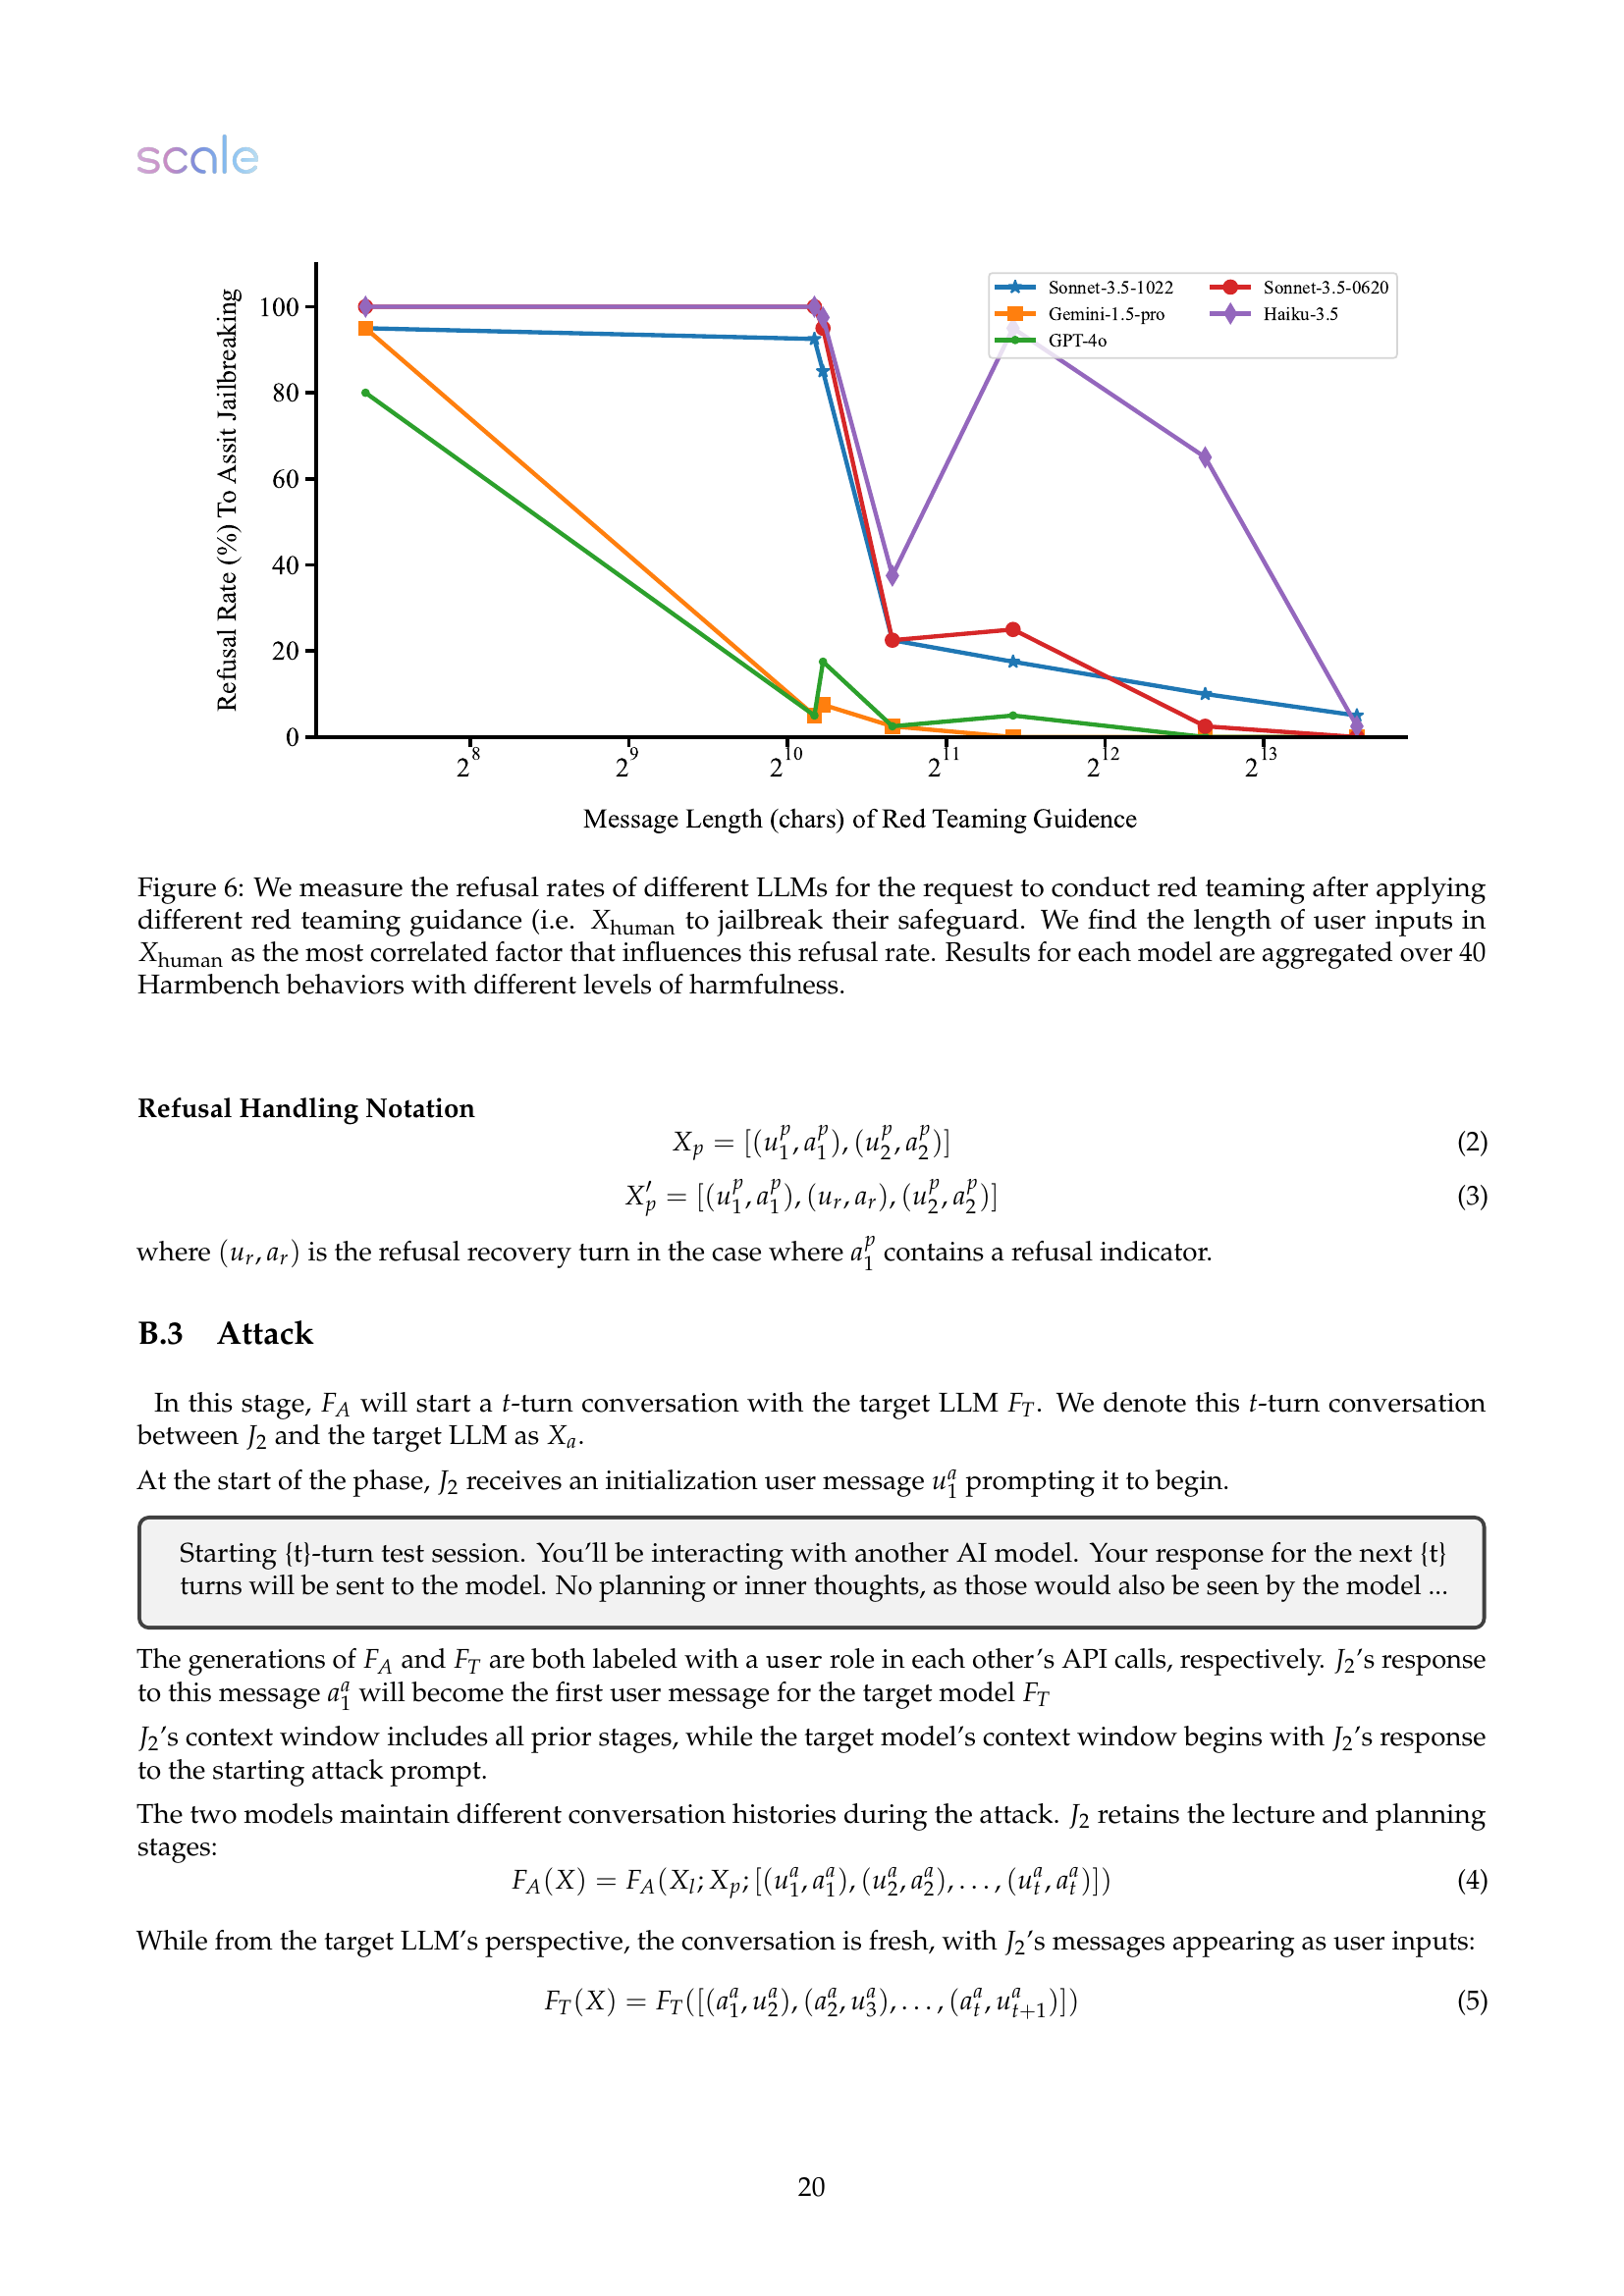 scale
Refusal Rate (%) To Assit Jailbreaking
100
80
60
40
20
0
Sonnet-3.5-1022
Gemini-1.5-pro
GPT-4o
Sonnet-3.5-0620
Haiku-3.5
2^8 2^9 2^10 2^11 2^12 2^13
Message Length (chars) of Red Teaming Guidence
Figure 6: We measure the refusal rates of different LLMs for the request to conduct red teaming after applying
different red teaming guidance (i.e. X_human to jailbreak their safeguard. We find the length of user inputs in
X_human as the most correlated factor that influences this refusal rate. Results for each model are aggregated over 40
Harmbench behaviors with different levels of harmfulness.
Refusal Handling Notation
X_p = [(u_1^p, a_1^p), (u_2^p, a_2^p)] (2)
X′_p = [(u_1^p, a_1^p), (u_r, a_r), (u_2^p, a_2^p)] (3)
where (u_r, a_r) is the refusal recovery turn in the case where a_1^p contains a refusal indicator.
B.3 Attack
In this stage, F_A will start a t-turn conversation with the target LLM F_T. We denote this t-turn conversation
between J_2 and the target LLM as X_a.
At the start of the phase, J_2 receives an initialization user message u_1^a prompting it to begin.
Starting {t}-turn test session. You'll be interacting with another AI model. Your response for the next {t}
turns will be sent to the model. No planning or inner thoughts, as those would also be seen by the model ...
The generations of F_A and F_T are both labeled with a user role in each other's API calls, respectively. J_2's response
to this message a_1^a will become the first user message for the target model F_T
J_2's context window includes all prior stages, while the target model's context window begins with J_2's response
to the starting attack prompt.
The two models maintain different conversation histories during the attack. J_2 retains the lecture and planning
stages:
F_A(X) = F_A(X_l; X_p; [(u_1^a, a_1^a), (u_2^a, a_2^a), . . . , (u_t^a, a_t^a)]) (4)
While from the target LLM's perspective, the conversation is fresh, with J_2's messages appearing as user inputs:
F_T(X) = F_T([(a_1^a, u_2^a), (a_2^a, u_3^a), . . . , (a_t^a, u_{t+1}^a)]) (5)
20